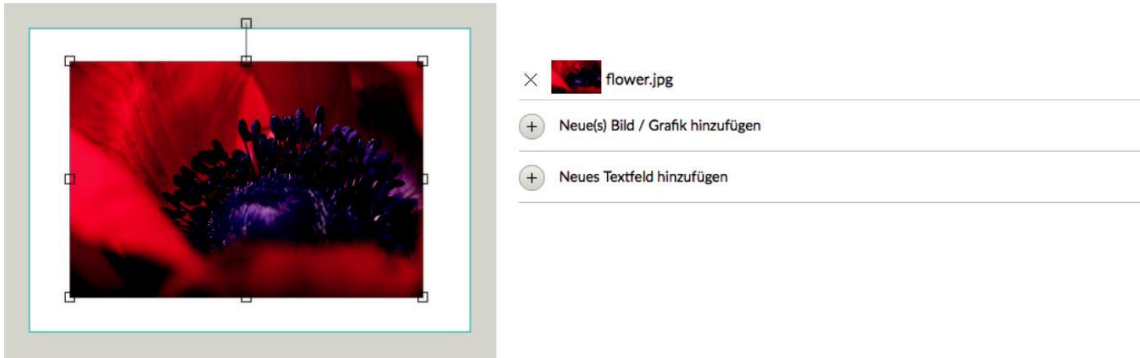 flower.jpg
Neue(s) Bild / Grafik hinzufügen
Neues Textfeld hinzufügen